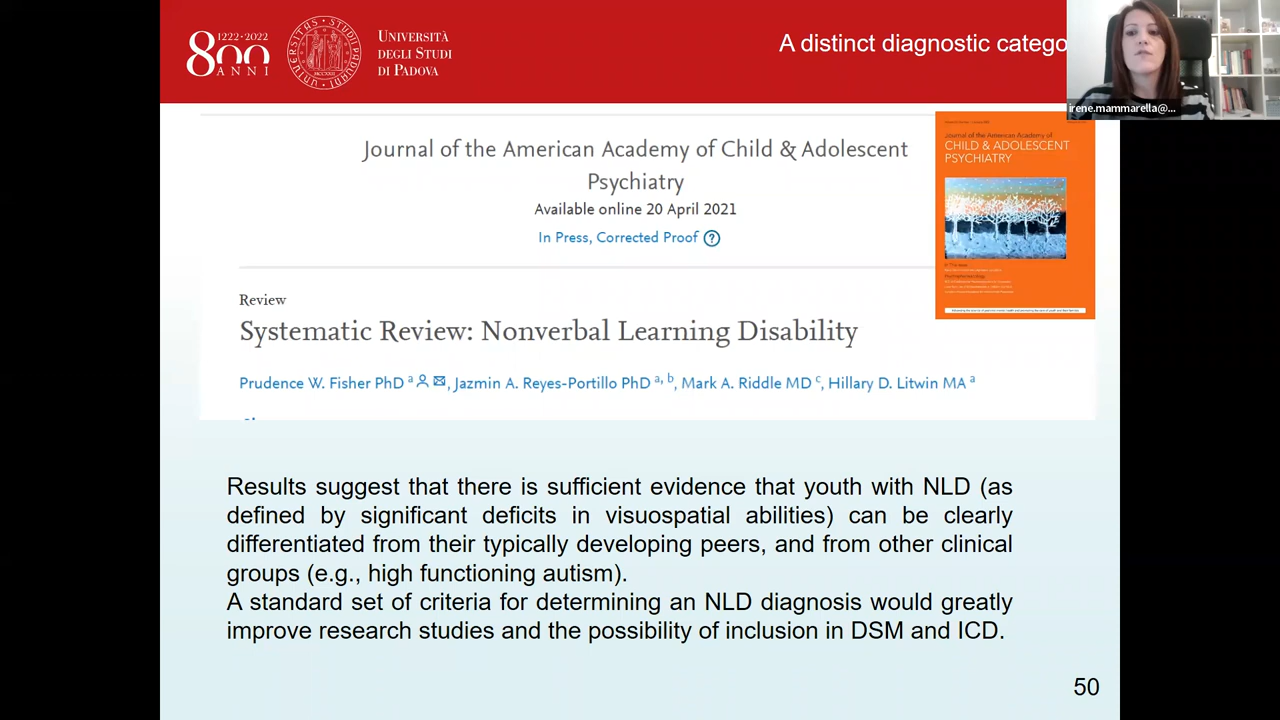 1222-2022
800
ANNI
UNIVERSITÀ
DEGLI STUDI
DI PADOVA
A distinct diagnostic catego
irene.mammarella@...
Journal of the American Academy of Child & Adolescent
Psychiatry
Available online 20 April 2021
In Press, Corrected Proof ?
Journal of the American Academy of
CHILD & ADOLESCENT
PSYCHIATRY
Review
Systematic Review: Nonverbal Learning Disability
Prudence W. Fisher PhD a, Jazmin A. Reyes-Portillo PhD a, b, Mark A. Riddle MD c, Hillary D. Litwin MA a
Results suggest that there is sufficient evidence that youth with NLD (as
defined by significant deficits in visuospatial abilities) can be clearly
differentiated from their typically developing peers, and from other clinical
groups (e.g., high functioning autism).
A standard set of criteria for determining an NLD diagnosis would greatly
improve research studies and the possibility of inclusion in DSM and ICD.
50